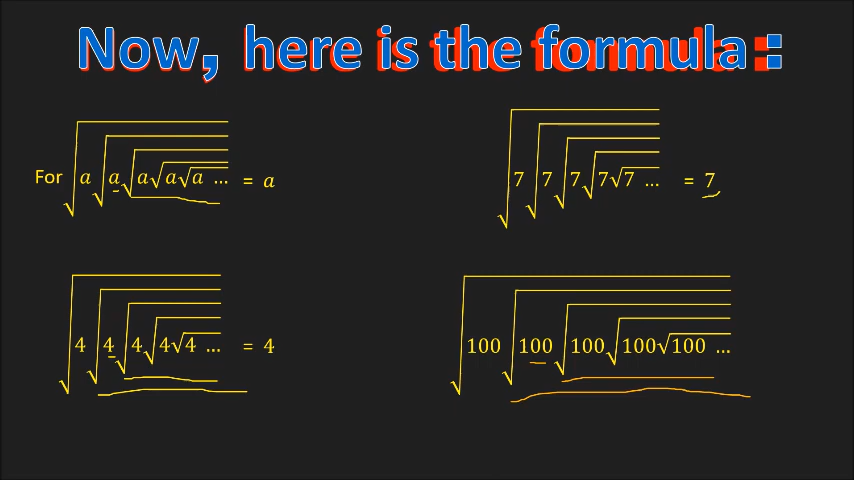 Now, here is the formula:
For √(a√(a√(a√(a√(a ...))))) = a
√(7√(7√(7√(7√(7 ...))))) = 7
√(4√(4√(4√(4√(4 ...))))) = 4
√(100√(100√(100√(100√(100 ...)))))